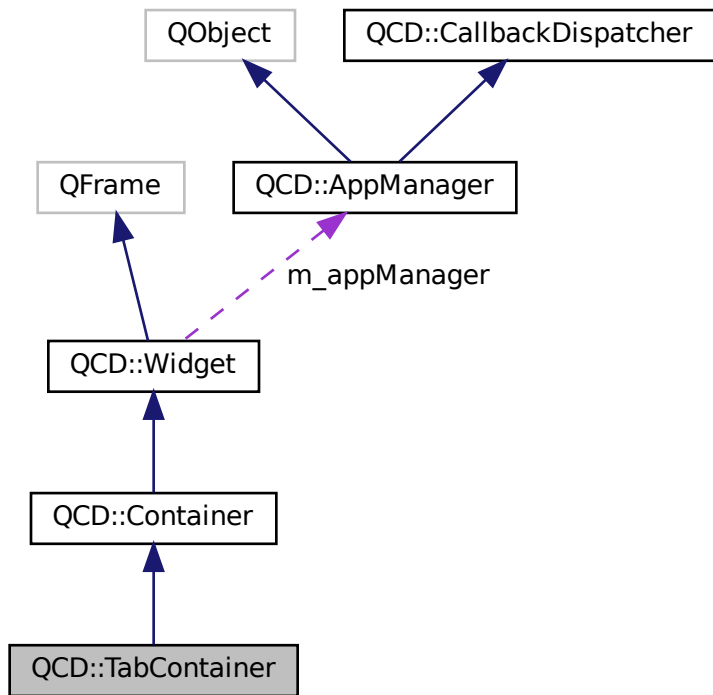 QObject
QCD::CallbackDispatcher
QFrame
QCD::AppManager
m_appManager
QCD::Widget
QCD::Container
QCD::TabContainer